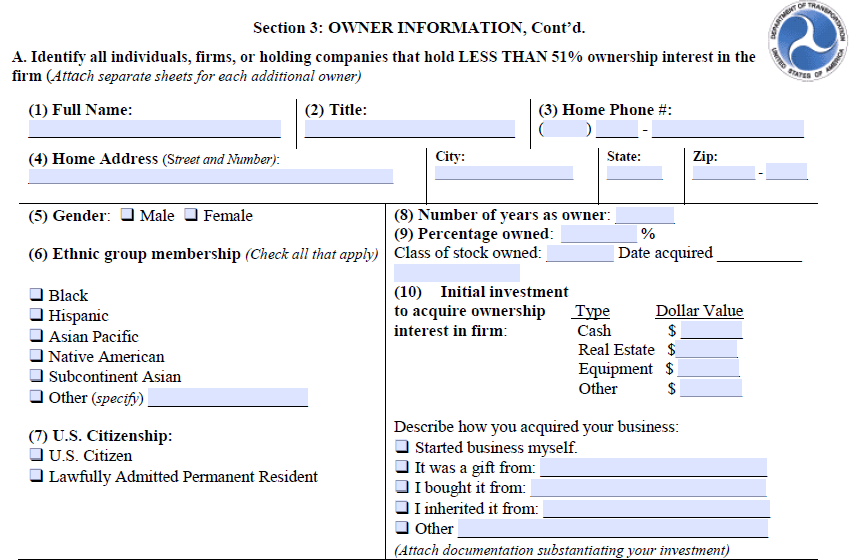 Section 3: OWNER INFORMATION, Cont'd.
DEPARTMENT OF TRANSPORTATION
UNITED STATES OF AMERICA
A. Identify all individuals, firms, or holding companies that hold LESS THAN 51% ownership interest in the
firm (Attach separate sheets for each additional owner)
(1) Full Name:
(2) Title:
(3) Home Phone #:
( ) -
(4) Home Address (Street and Number):
City:
State:
Zip:
-
(5) Gender: ❑ Male ❑ Female
(6) Ethnic group membership (Check all that apply)
❑ Black
❑ Hispanic
❑ Asian Pacific
❑ Native American
❑ Subcontinent Asian
❑ Other (specify)
(7) U.S. Citizenship:
❑ U.S. Citizen
❑ Lawfully Admitted Permanent Resident
(8) Number of years as owner:
(9) Percentage owned: %
Class of stock owned: Date acquired
(10) Initial investment
to acquire ownership
interest in firm:
Type Dollar Value
Cash $
Real Estate $
Equipment $
Other $
Describe how you acquired your business:
❑ Started business myself.
❑ It was a gift from:
❑ I bought it from:
❑ I inherited it from:
❑ Other
(Attach documentation substantiating your investment)